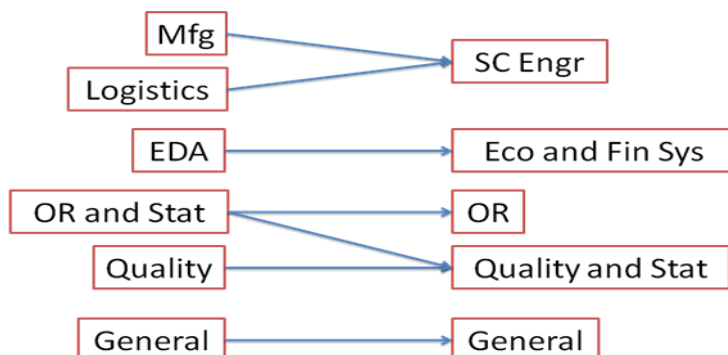 Mfg
SC Engr
Logistics
EDA
Eco and Fin Sys
OR and Stat
OR
Quality
Quality and Stat
General
General